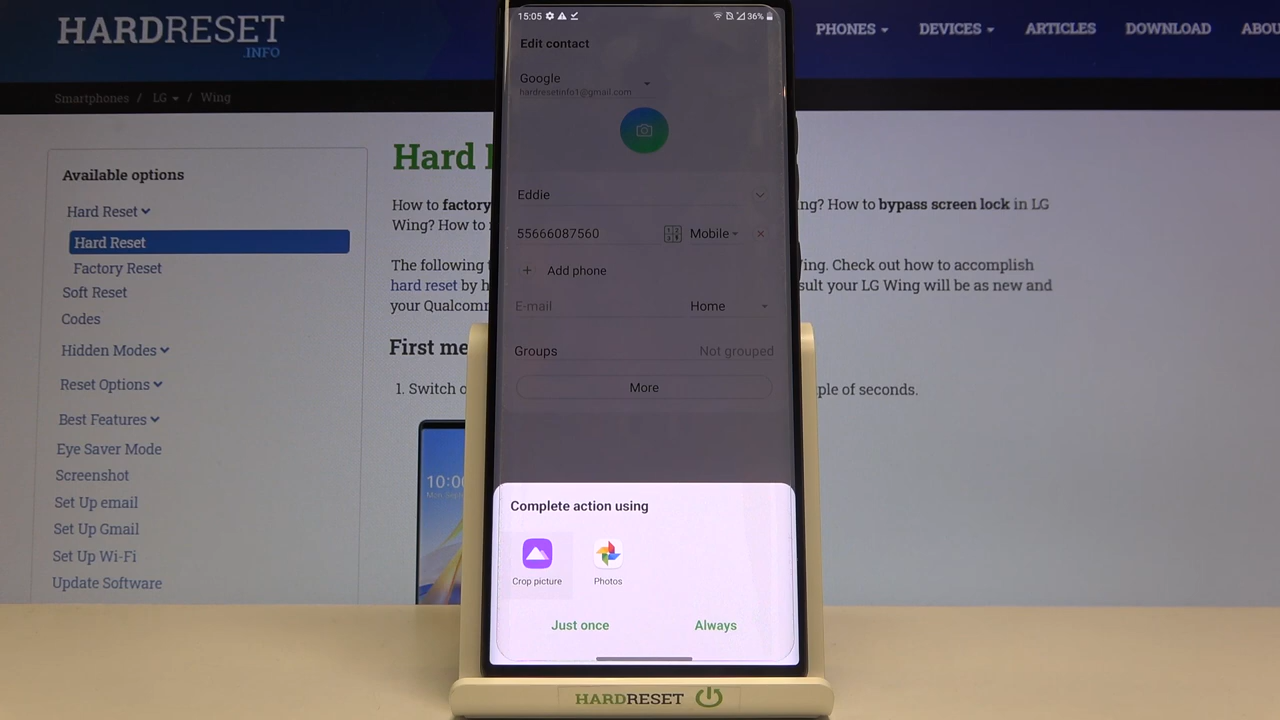 HARDRESET
.INFO
PHONES
DEVICES
ARTICLES
DOWNLOAD
ABOU
Smartphones / LG / Wing
Available options
Hard Reset
Hard Reset
Factory Reset
Soft Reset
Codes
Hidden Modes
Reset Options
Best Features
Eye Saver Mode
Screenshot
Set Up email
Set Up Gmail
Set Up Wi-Fi
Update Software
Hard
How to factory
Wing? How to
ing? How to bypass screen lock in LG
The following
Wing. Check out how to accomplish
hard reset by
sult your LG Wing will be as new and
your Qualcom
First me
1. Switch o
ple of seconds.
10:0
15:05
36%
Edit contact
Google
hardresetinfo1@gmail.com
Eddie
55666087560
Mobile
Add phone
E-mail
Home
Groups
Not grouped
More
Complete action using
Crop picture
Photos
Just once
Always
HARDRESET